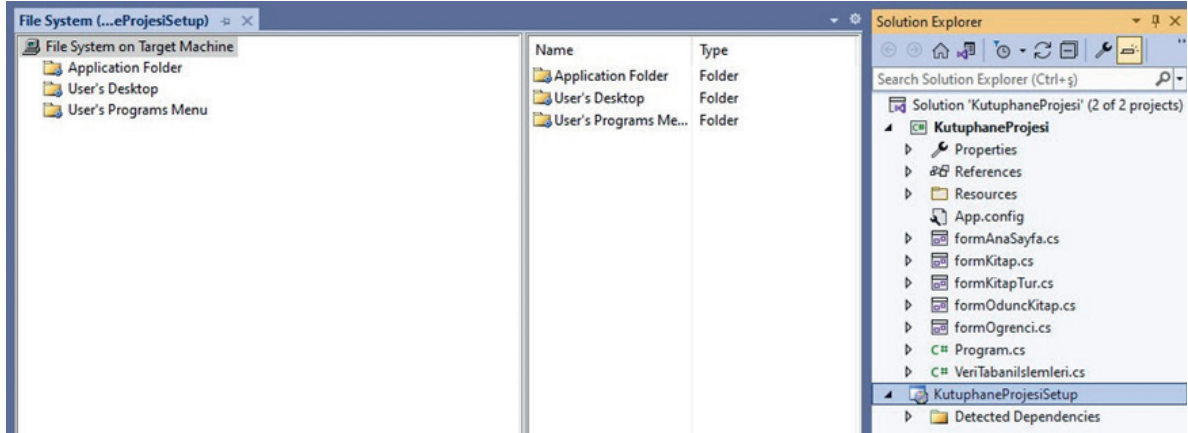 File System (...eProjesiSetup)
File System on Target Machine
Application Folder
User's Desktop
User's Programs Menu
Name Type
Application Folder Folder
User's Desktop Folder
User's Programs Me... Folder
Solution Explorer
Search Solution Explorer (Ctrl+ş)
Solution 'KutuphaneProjesi' (2 of 2 projects)
KutuphaneProjesi
Properties
References
Resources
App.config
formAnaSayfa.cs
formKitap.cs
formKitapTur.cs
formOduncKitap.cs
formOgrenci.cs
C# Program.cs
C# VeriTabaniIslemleri.cs
KutuphaneProjesiSetup
Detected Dependencies